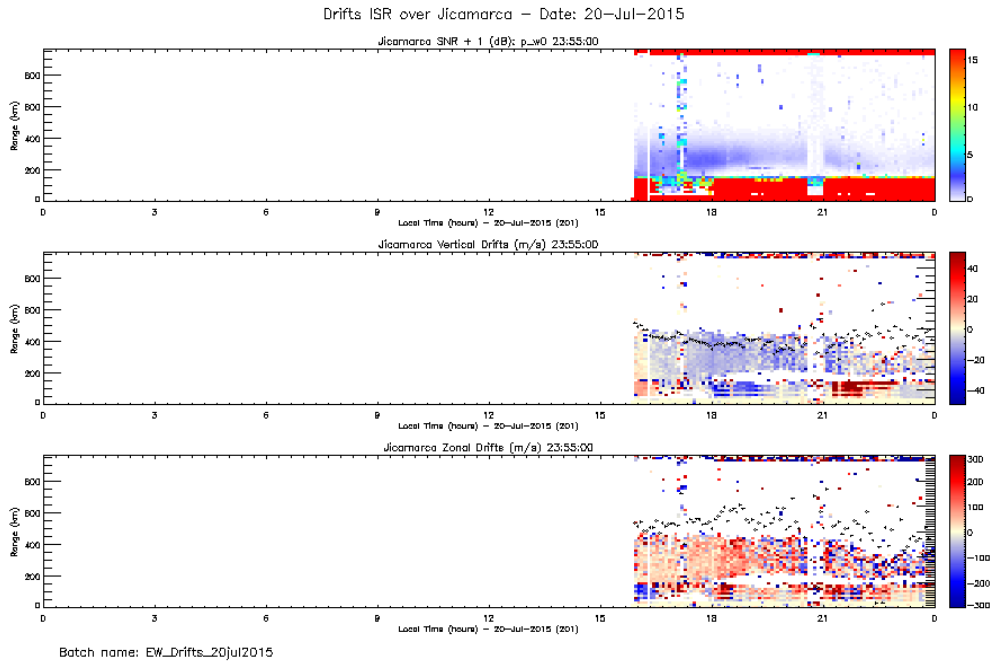 Drifts ISR over Jicamarca – Date: 20-Jul-2015
Jicamarca SNR + 1 (dB): p_w0 23:55:00
Range (km)
800
600
400
200
0
0 3 6 9 12 15 18 21 0
Local Time (hours) – 20-Jul-2015 (201)
15
10
5
0
Jicamarca Vertical Drifts (m/s) 23:55:00
Range (km)
800
600
400
200
0
0 3 6 9 12 15 18 21 0
Local Time (hours) – 20-Jul-2015 (201)
40
20
0
−20
−40
Jicamarca Zonal Drifts (m/s) 23:55:00
Range (km)
800
600
400
200
0
0 3 6 9 12 15 18 21 0
Local Time (hours) – 20-Jul-2015 (201)
300
200
100
0
−100
−200
−300
Batch name: EW_Drifts_20jul2015